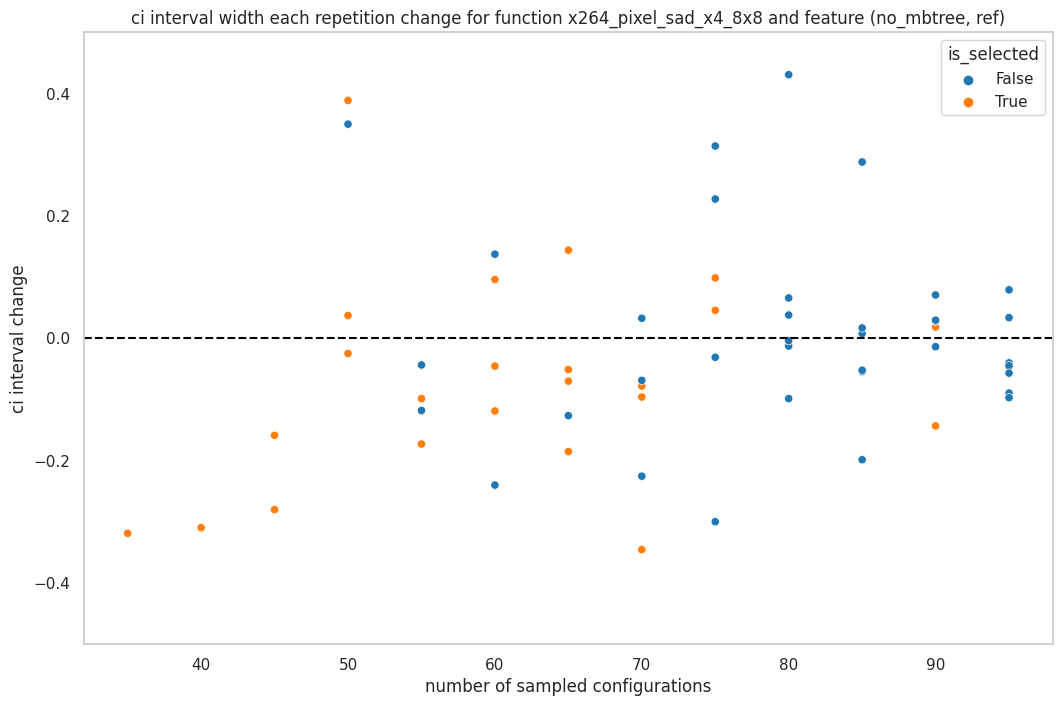 ci interval width each repetition change for function x264_pixel_sad_x4_8x8 and feature (no_mbtree, ref)
is_selected
False
True
0.4
0.2
0.0
−0.2
−0.4
ci interval change
40 50 60 70 80 90
number of sampled configurations